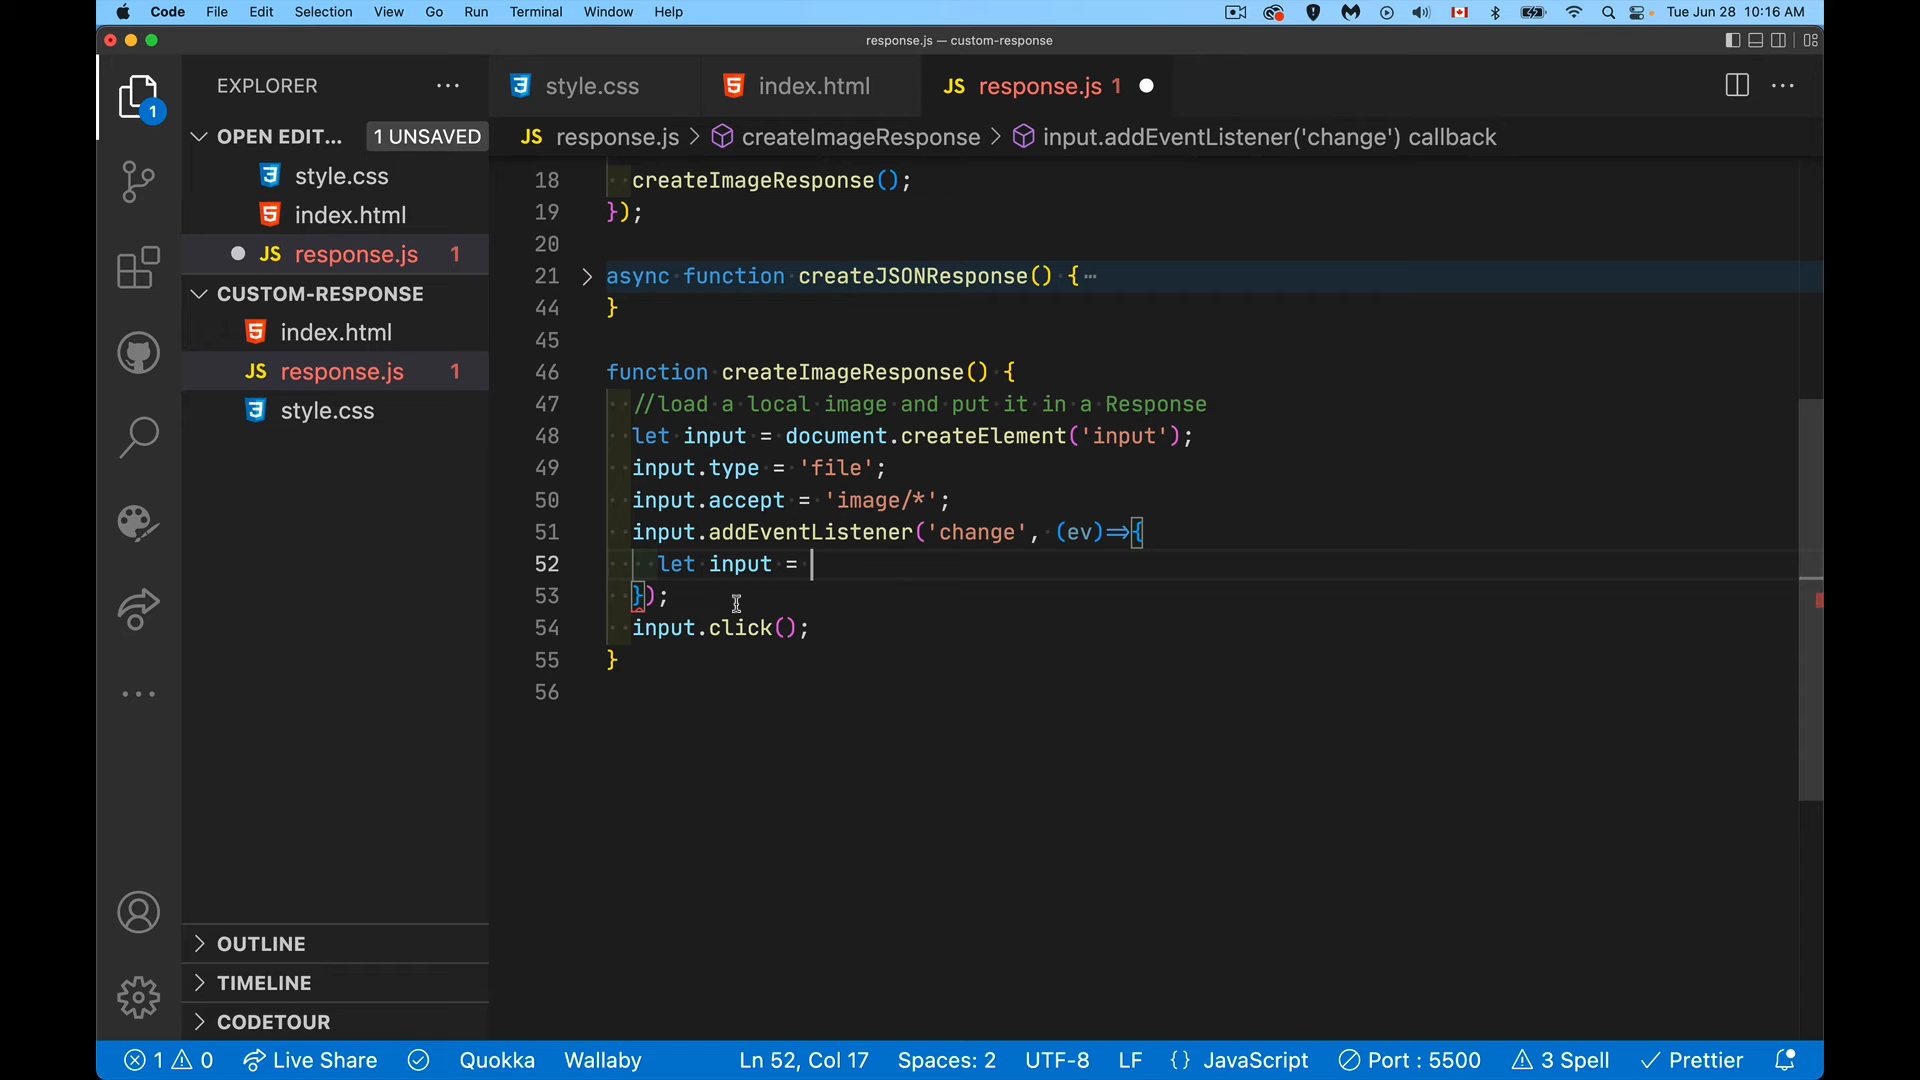 Code File Edit Selection View Go Run Terminal Window Help Tue Jun 28 10:16 AM
response.js — custom-response
EXPLORER
style.css index.html response.js 1
OPEN EDIT... 1 UNSAVED
response.js > createImageResponse > input.addEventListener('change') callback
style.css
index.html
response.js 1
CUSTOM-RESPONSE
index.html
response.js 1
style.css
18 createImageResponse();
19 });
20
21 async function createJSONResponse() {⋯
44 }
45
46 function createImageResponse() {
47 //load a local image and put it in a Response
48 let input = document.createElement('input');
49 input.type = 'file';
50 input.accept = 'image/*';
51 input.addEventListener('change', (ev)=>{
52 let input =
53 });
54 input.click();
55 }
56
OUTLINE
TIMELINE
CODETOUR
1 0 Live Share Quokka Wallaby Ln 52, Col 17 Spaces: 2 UTF-8 LF {} JavaScript Port : 5500 3 Spell Prettier